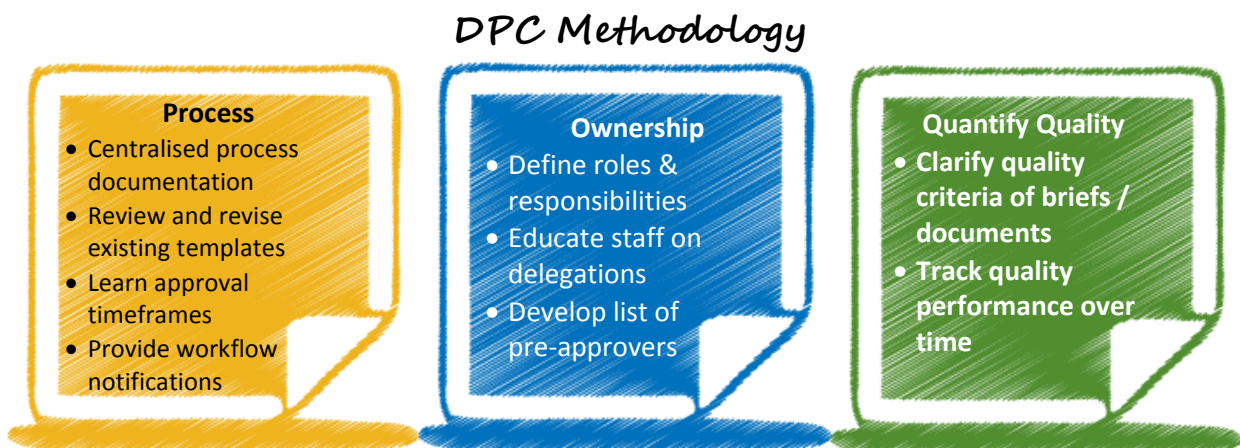 DPC Methodology
Process
• Centralised process
documentation
• Review and revise
existing templates
• Learn approval
timeframes
• Provide workflow
notifications
Ownership
• Define roles &
responsibilities
• Educate staff on
delegations
• Develop list of
pre-approvers
Quantify Quality
• Clarify quality
criteria of briefs /
documents
• Track quality
performance over
time